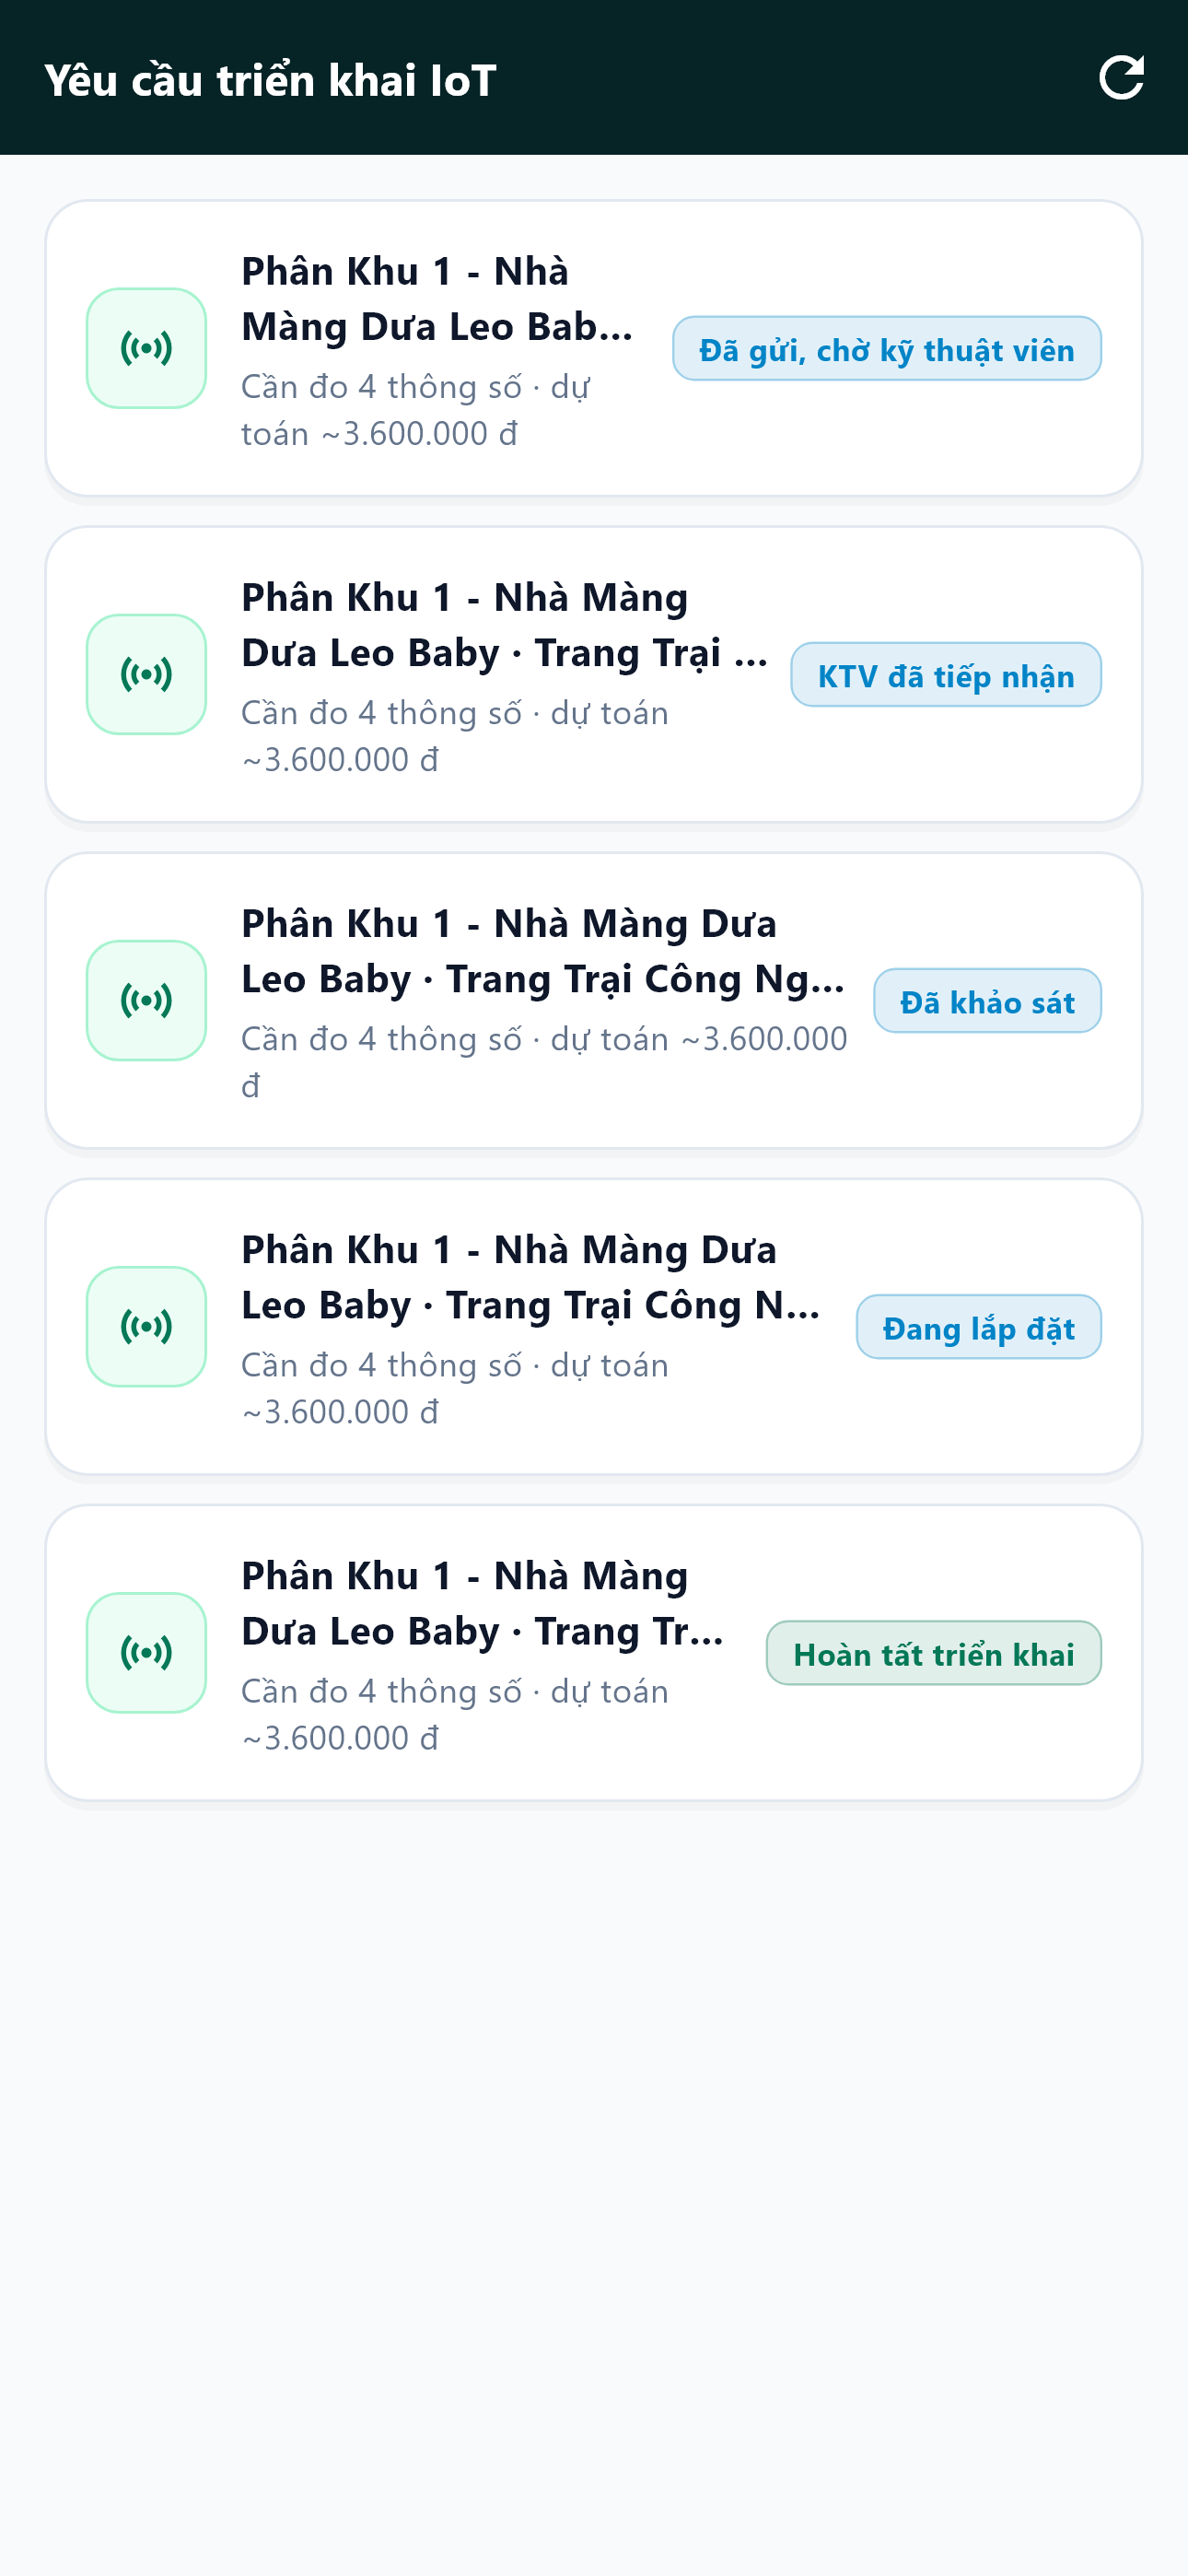 Yêu cầu triển khai IoT
Phân Khu 1 - Nhà
Màng Dưa Leo Bab...
Cần đo 4 thông số · dự
toán ~3.600.000 đ
Đã gửi, chờ kỹ thuật viên
Phân Khu 1 - Nhà Màng
Dưa Leo Baby · Trang Trại ...
Cần đo 4 thông số · dự toán
~3.600.000 đ
KTV đã tiếp nhận
Phân Khu 1 - Nhà Màng Dưa
Leo Baby · Trang Trại Công Ng...
Cần đo 4 thông số · dự toán ~3.600.000
đ
Đã khảo sát
Phân Khu 1 - Nhà Màng Dưa
Leo Baby · Trang Trại Công N...
Cần đo 4 thông số · dự toán
~3.600.000 đ
Đang lắp đặt
Phân Khu 1 - Nhà Màng
Dưa Leo Baby · Trang Tr...
Cần đo 4 thông số · dự toán
~3.600.000 đ
Hoàn tất triển khai